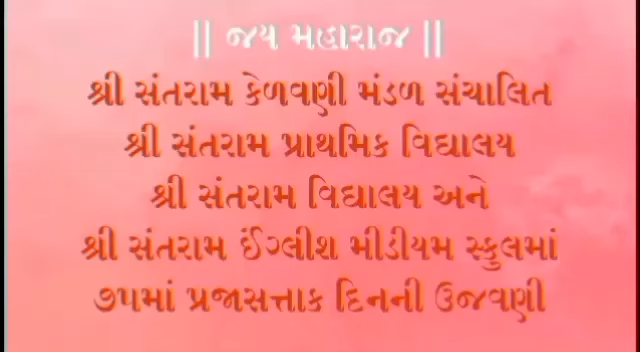 || જય મહારાજ ||
શ્રી સંતરામ કેળવણી મંડળ સંચાલિત
શ્રી સંતરામ પ્રાથમિક વિદ્યાલય
શ્રી સંતરામ વિદ્યાલય અને
શ્રી સંતરામ ઈંગ્લીશ મીડીયમ સ્કુલમાં
૭૫માં પ્રજાસત્તાક દિનની ઉજવણી